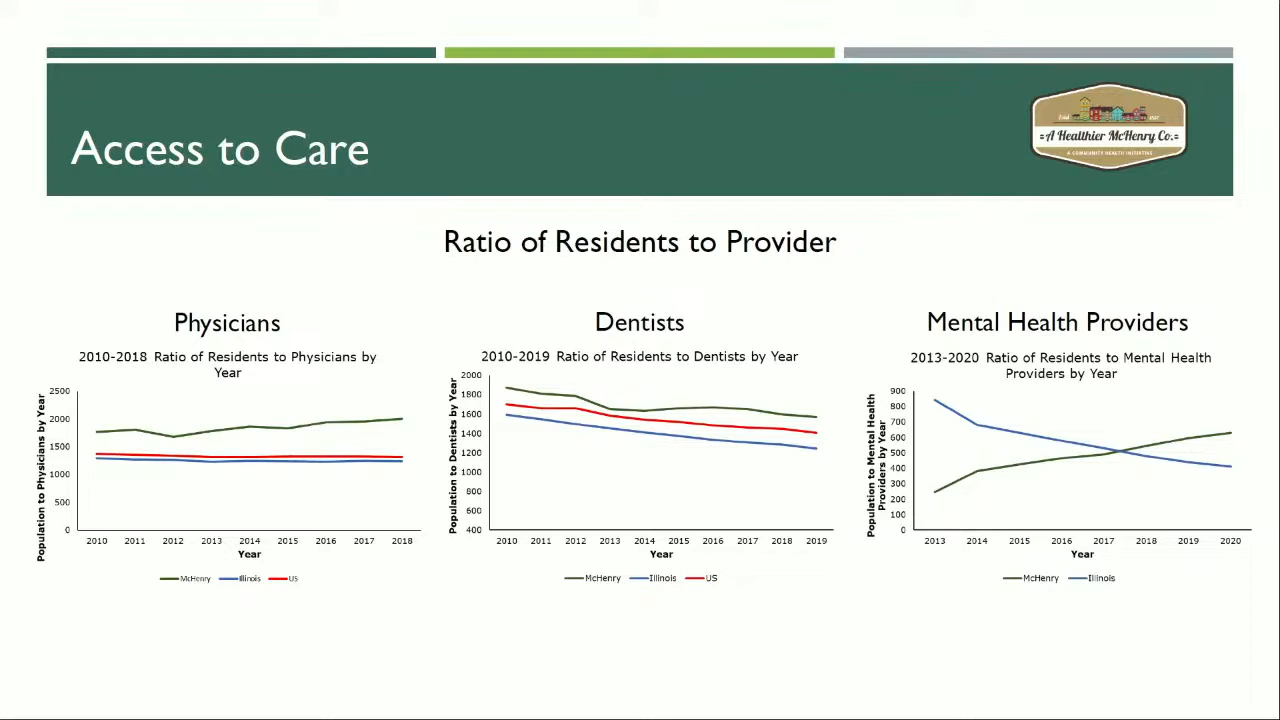 Access to Care
=A Healthier McHenry Co.=
A COMMUNITY HEALTH INITIATIVE
Ratio of Residents to Provider
Physicians
2010-2018 Ratio of Residents to Physicians by
Year
Population to Physicians by Year
2500
2000
1500
1000
500
0
2010 2011 2012 2013 2014 2015 2016 2017 2018
Year
McHenry Illinois US
Dentists
2010-2019 Ratio of Residents to Dentists by Year
Population to Dentists by Year
2000
1800
1600
1400
1200
1000
800
600
400
2010 2011 2012 2013 2014 2015 2016 2017 2018 2019
Year
McHenry Illinois US
Mental Health Providers
2013-2020 Ratio of Residents to Mental Health
Providers by Year
Population to Mental Health
Providers by Year
900
800
700
600
500
400
300
200
100
0
2013 2014 2015 2016 2017 2018 2019 2020
Year
McHenry Illinois